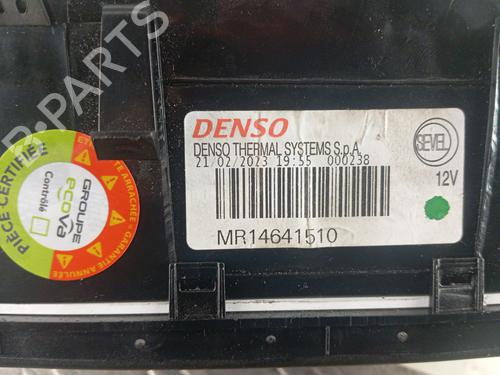 B-PARTS
DENSO
DENSO THERMAL SYSTEMS S.p.A.
SEVEL
21/02/2023 19:55 000238
12V
MR14641510
PIÈCE CERTIFIÉE
GROUPE
ecoVa
Contrôlé
= GARANTIE ANNULÉE